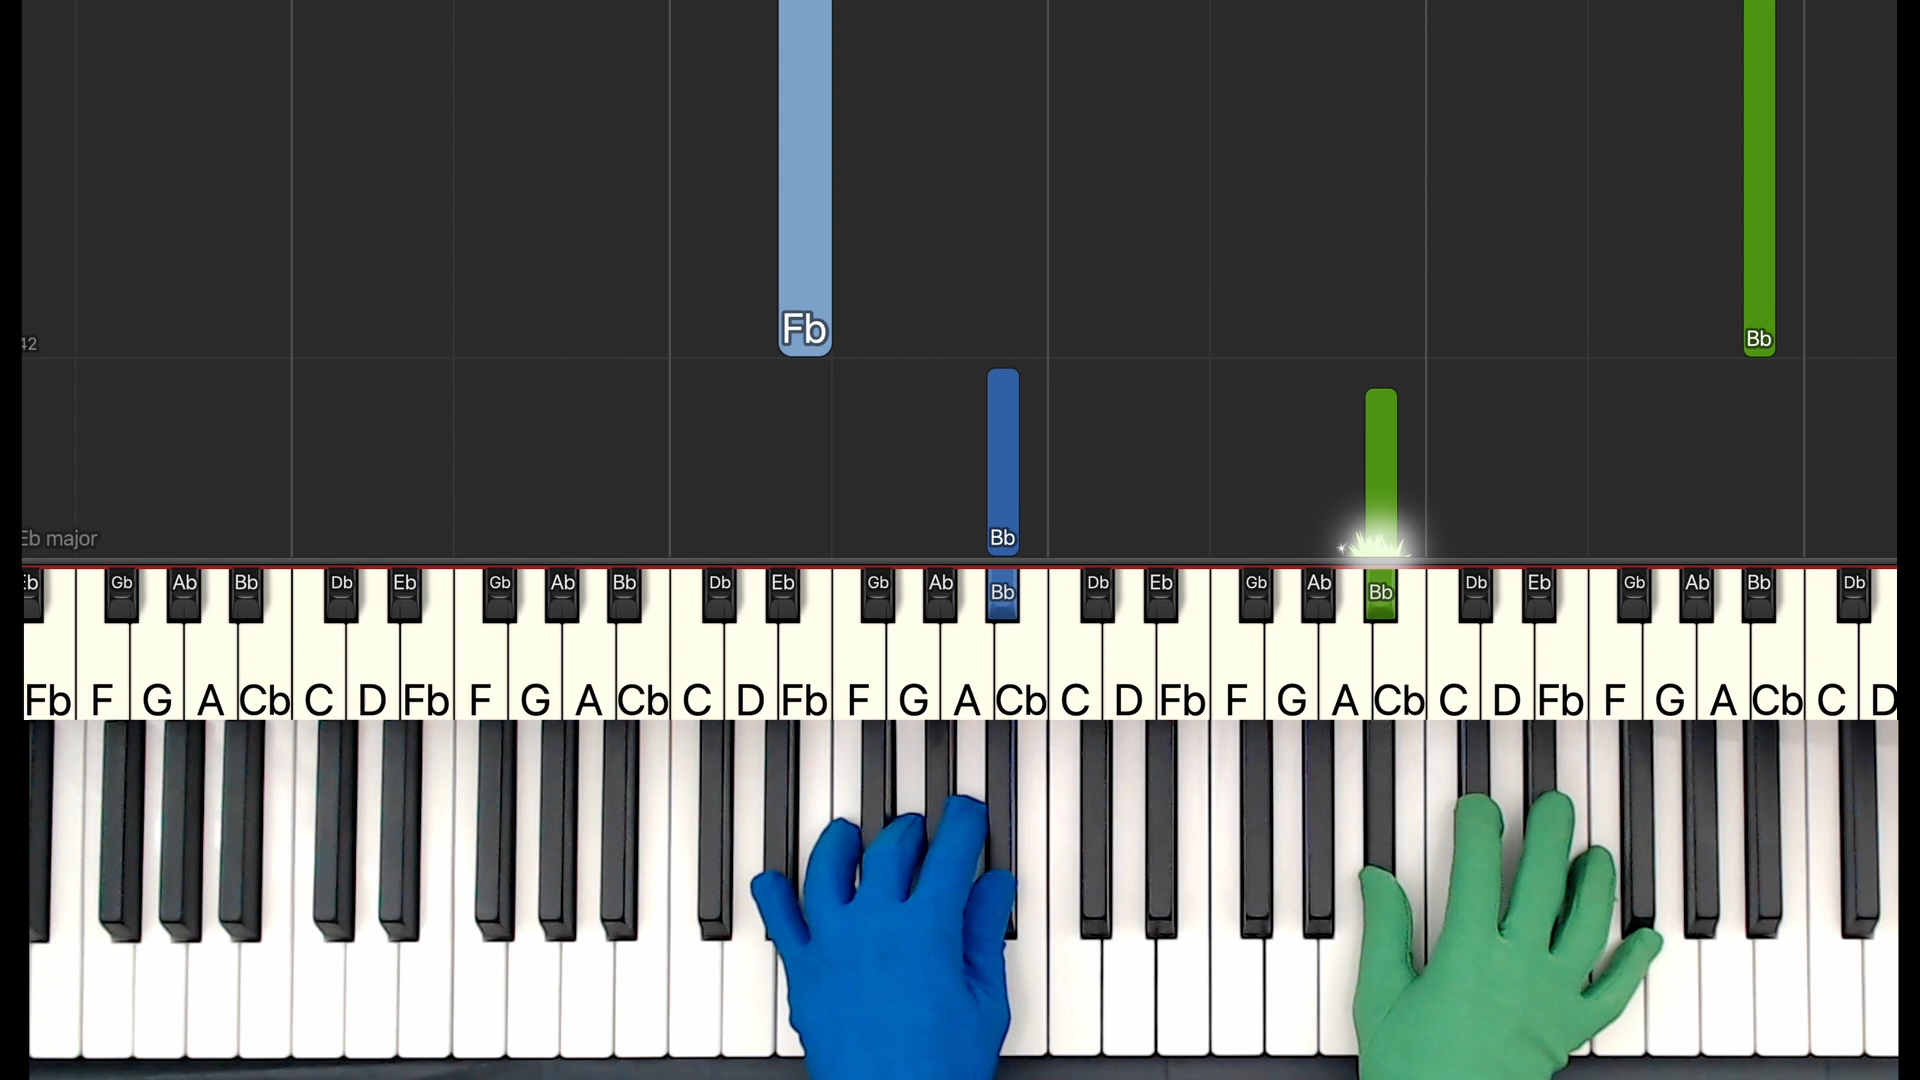 Fb
Bb
42
Bb
Eb major
Eb Gb Ab Bb Db Eb Gb Ab Bb Db Eb Gb Ab Bb Db Eb Gb Ab Bb Db Eb Gb Ab Bb Db
Fb F G A Cb C D Fb F G A Cb C D Fb F G A Cb C D Fb F G A Cb C D Fb F G A Cb C D